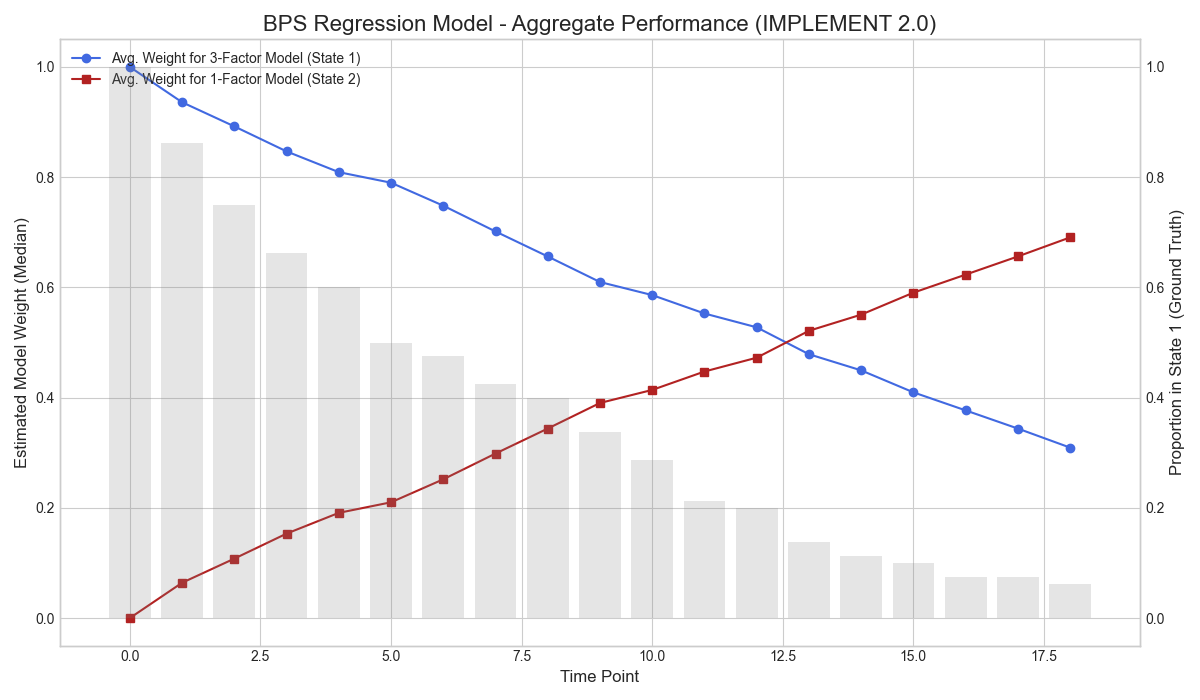 BPS Regression Model - Aggregate Performance (IMPLEMENT 2.0)
Avg. Weight for 3-Factor Model (State 1)
Avg. Weight for 1-Factor Model (State 2)
Estimated Model Weight (Median)
1.0
0.8
0.6
0.4
0.2
0.0
Proportion in State 1 (Ground Truth)
1.0
0.8
0.6
0.4
0.2
0.0
0.0 2.5 5.0 7.5 10.0 12.5 15.0 17.5
Time Point